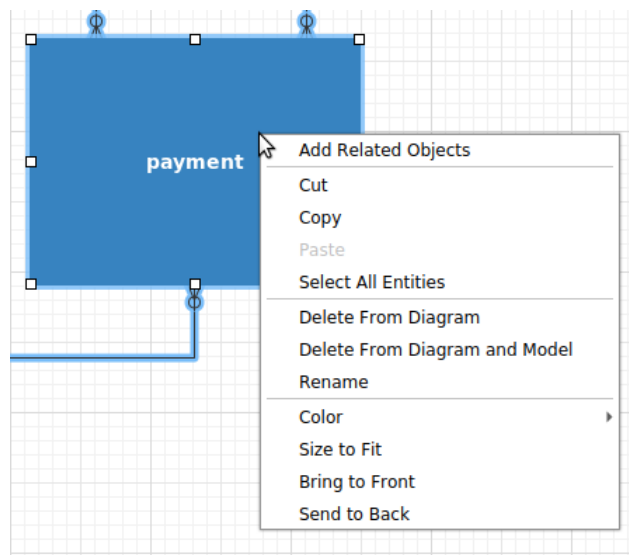 payment
Add Related Objects
Cut
Copy
Paste
Select All Entities
Delete From Diagram
Delete From Diagram and Model
Rename
Color
Size to Fit
Bring to Front
Send to Back